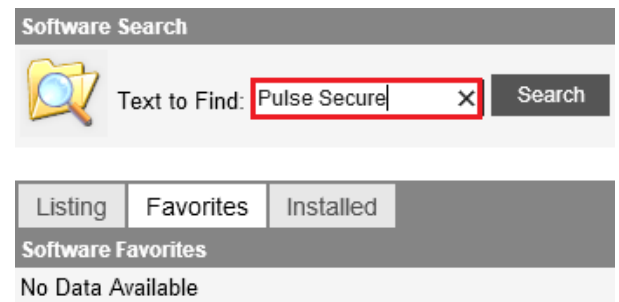 Software Search
Text to Find: Pulse Secure Search
Listing Favorites Installed
Software Favorites
No Data Available